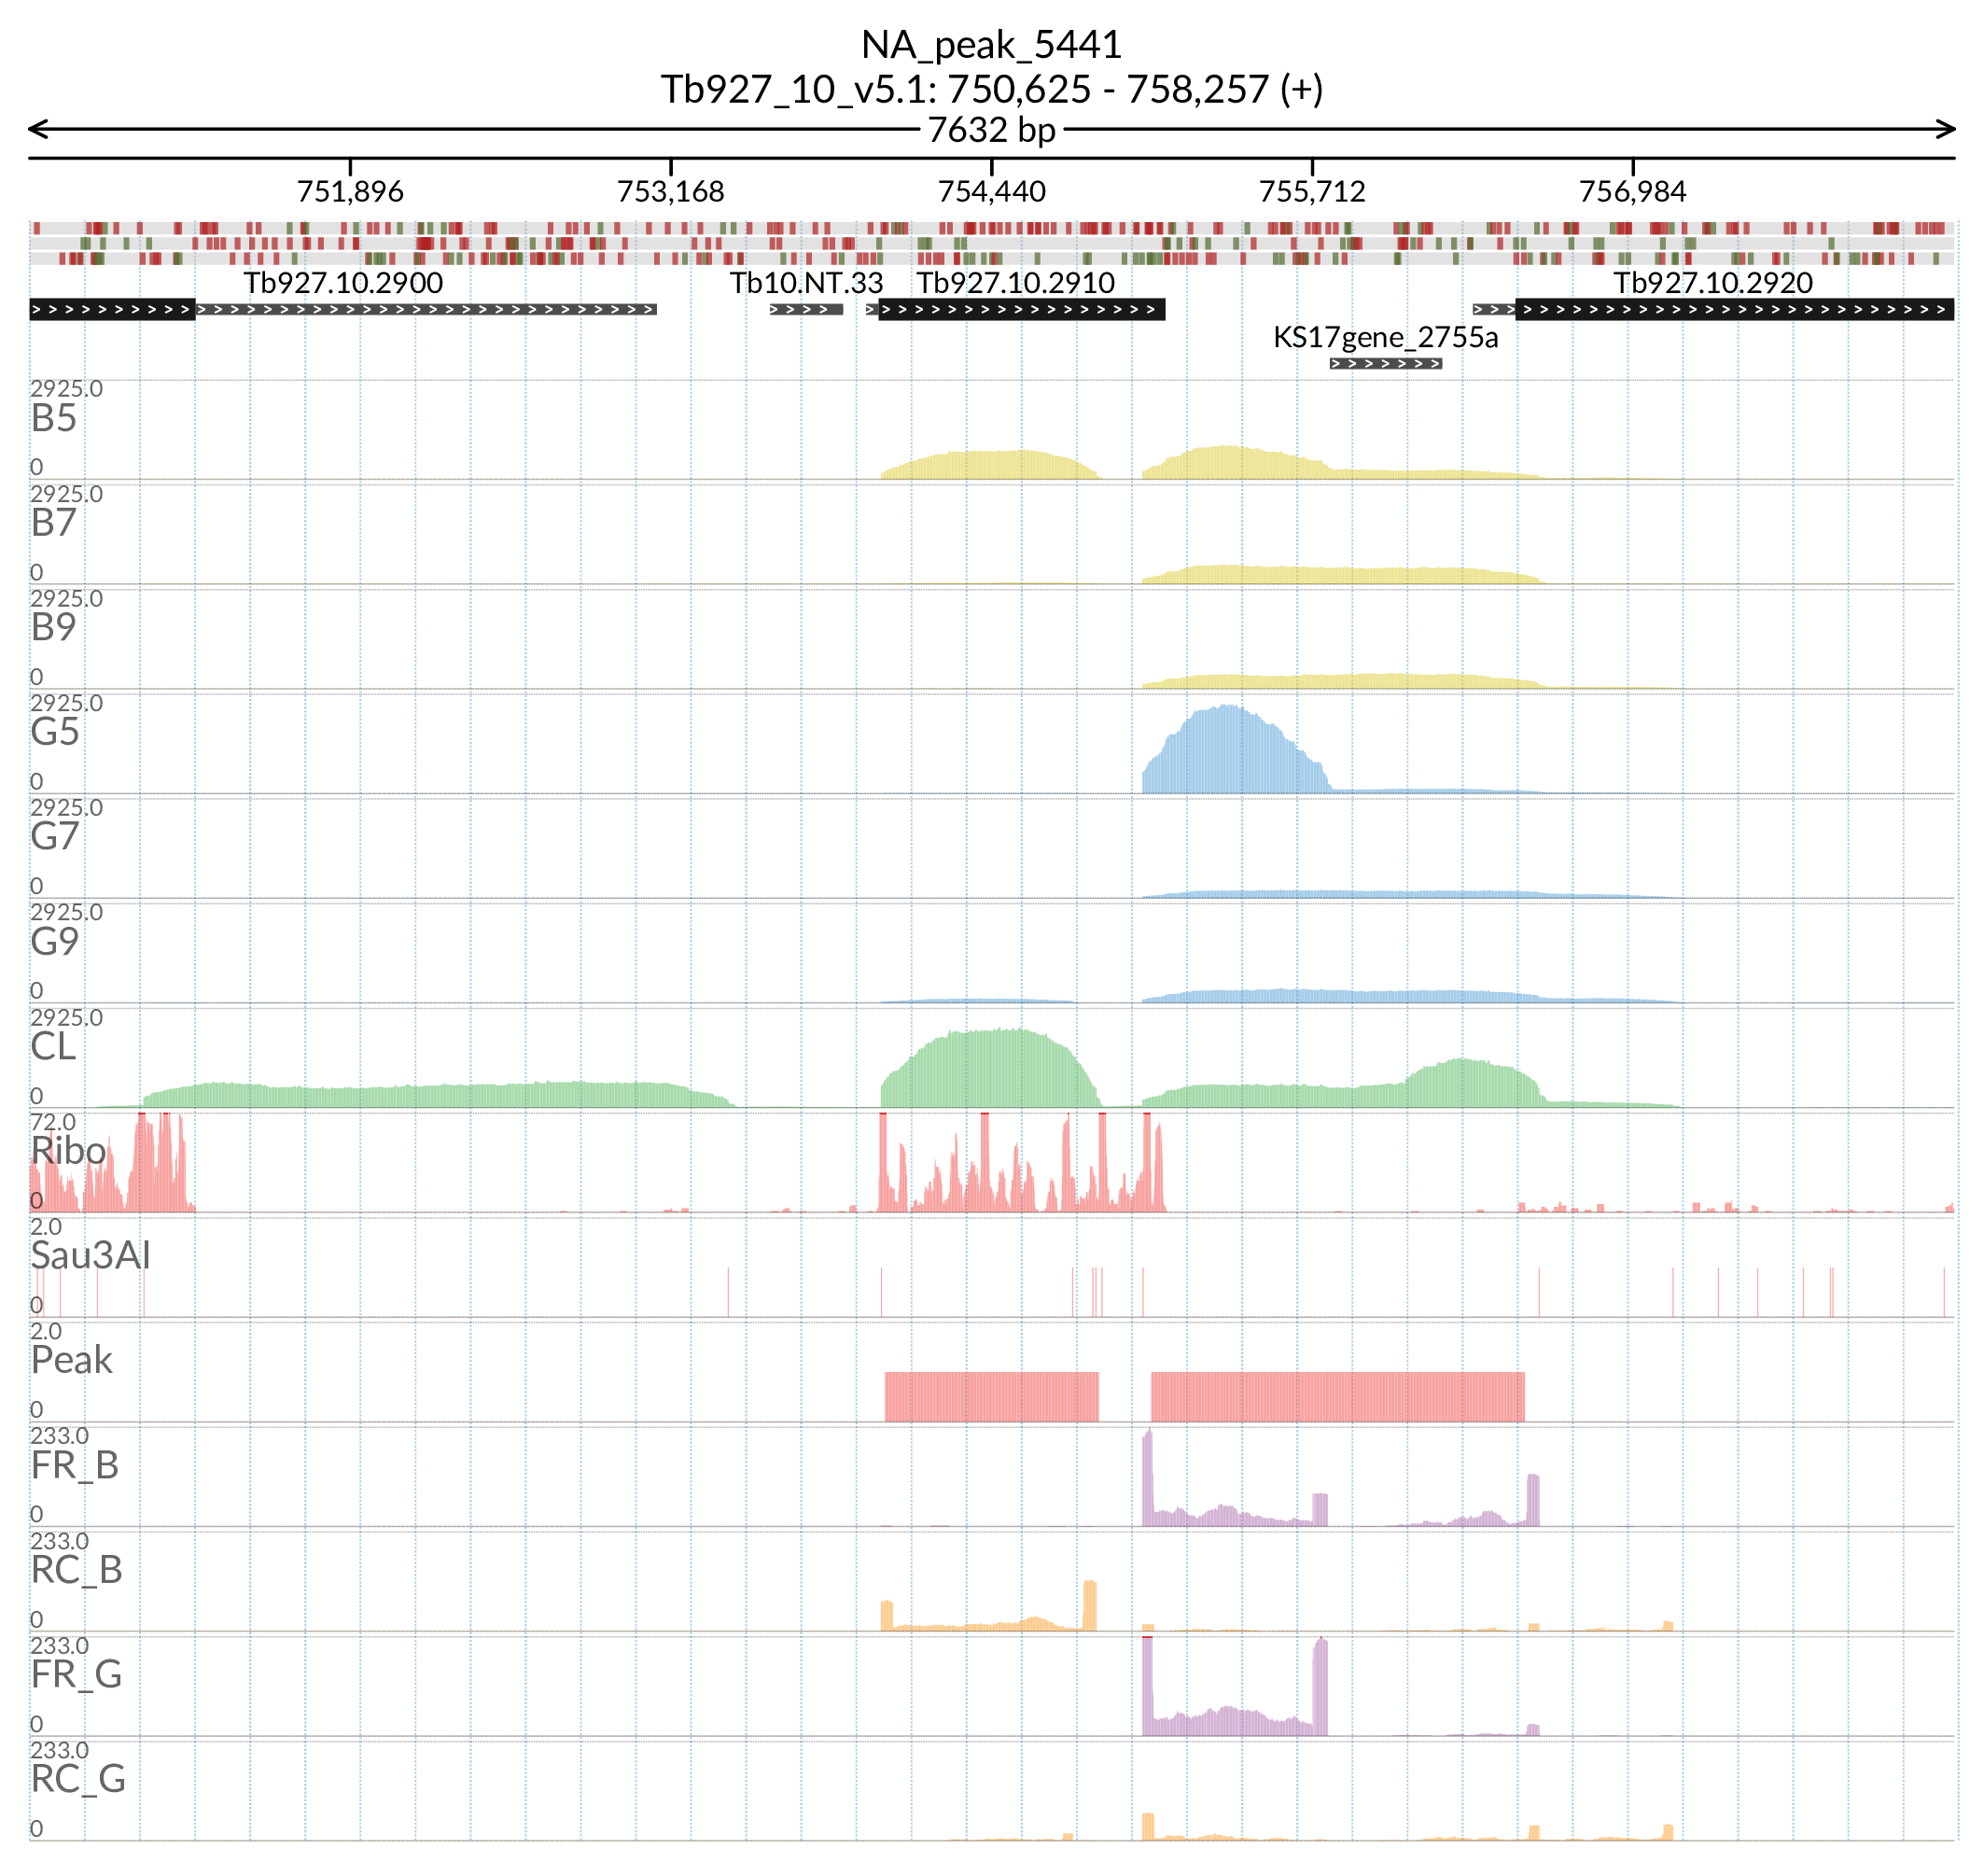 NA_peak_5441
Tb927_10_v5.1: 750,625 - 758,257 (+)
7632 bp
751,896 753,168 754,440 755,712 756,984
Tb927.10.2900 Tb10.NT.33 Tb927.10.2910 Tb927.10.2920
KS17gene_2755a
2925.0
B5
0
2925.0
B7
0
2925.0
B9
0
2925.0
G5
0
2925.0
G7
0
2925.0
G9
0
2925.0
CL
0
72.0
Ribo
0
2.0
Sau3AI
0
2.0
Peak
0
233.0
FR_B
0
233.0
RC_B
0
233.0
FR_G
0
233.0
RC_G
0